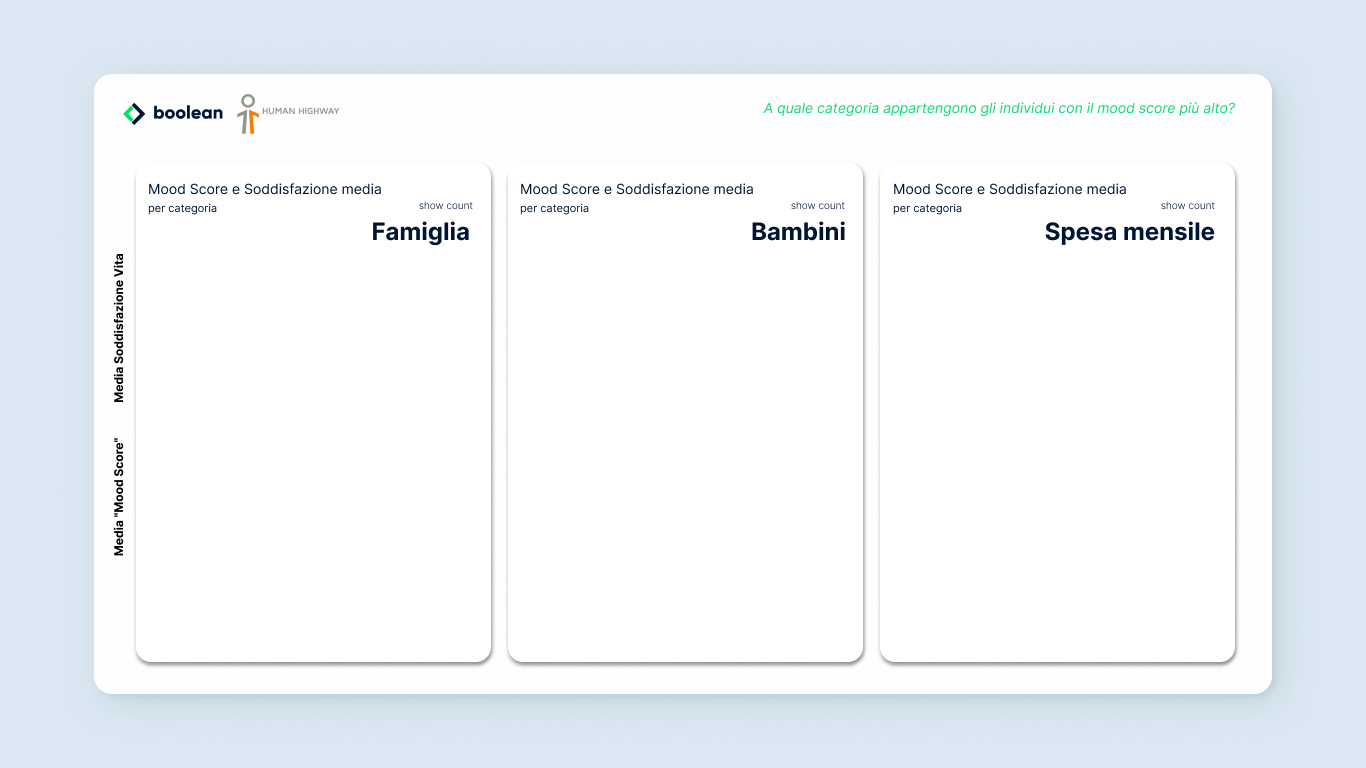 boolean
HUMAN HIGHWAY
A quale categoria appartengono gli individui con il mood score più alto?
Media Soddisfazione Vita
Media "Mood Score"
Mood Score e Soddisfazione media
per categoria
show count
Famiglia
Mood Score e Soddisfazione media
per categoria
show count
Bambini
Mood Score e Soddisfazione media
per categoria
show count
Spesa mensile